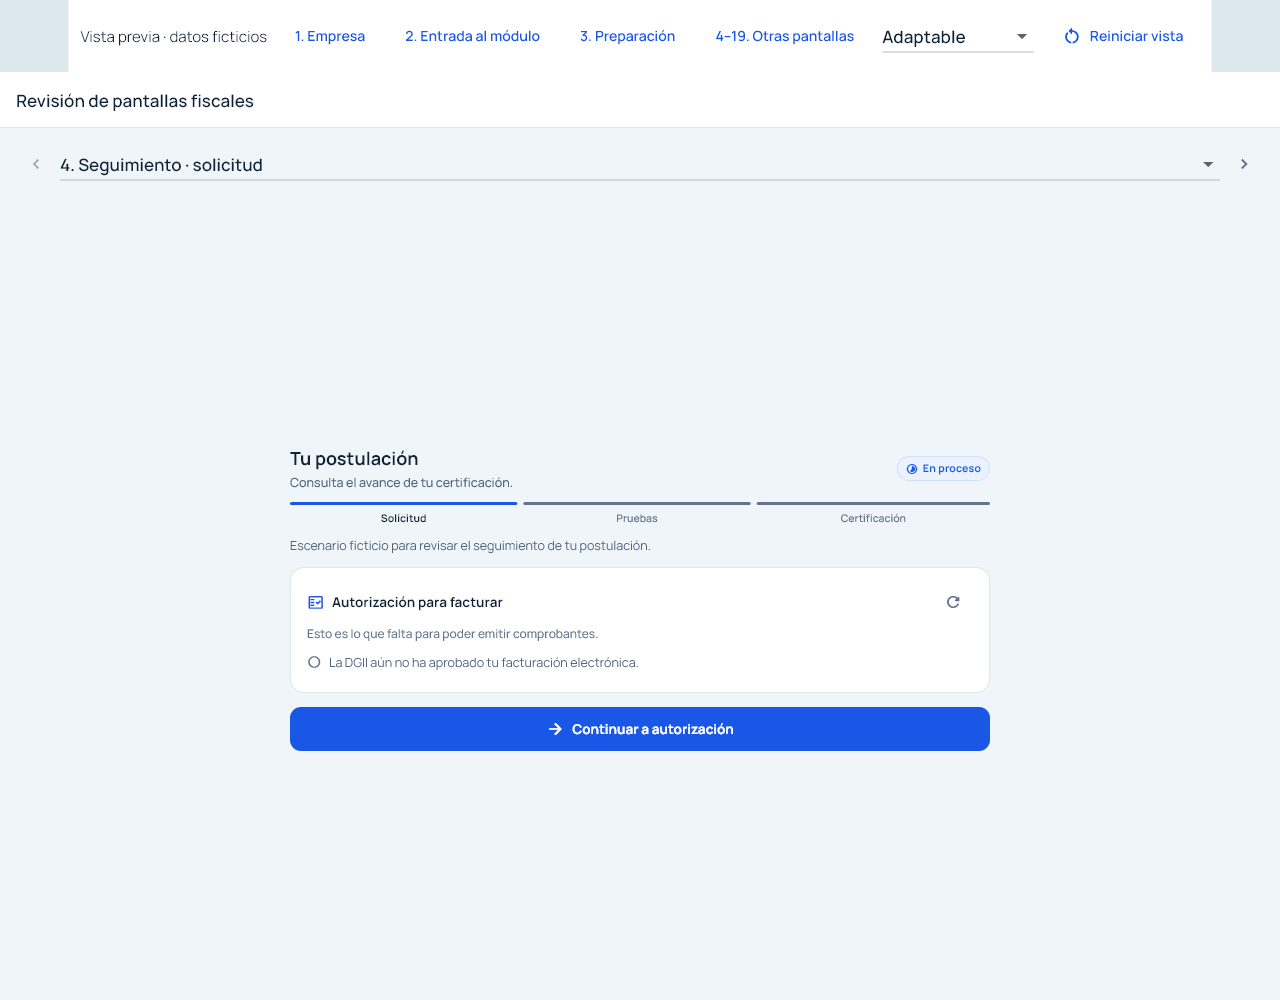 Vista previa · datos ficticios
1. Empresa
2. Entrada al módulo
3. Preparación
4–19. Otras pantallas
Adaptable
Reiniciar vista
Revisión de pantallas fiscales
4. Seguimiento · solicitud
Tu postulación
Consulta el avance de tu certificación.
En proceso
Solicitud
Pruebas
Certificación
Escenario ficticio para revisar el seguimiento de tu postulación.
Autorización para facturar
Esto es lo que falta para poder emitir comprobantes.
La DGII aún no ha aprobado tu facturación electrónica.
Continuar a autorización